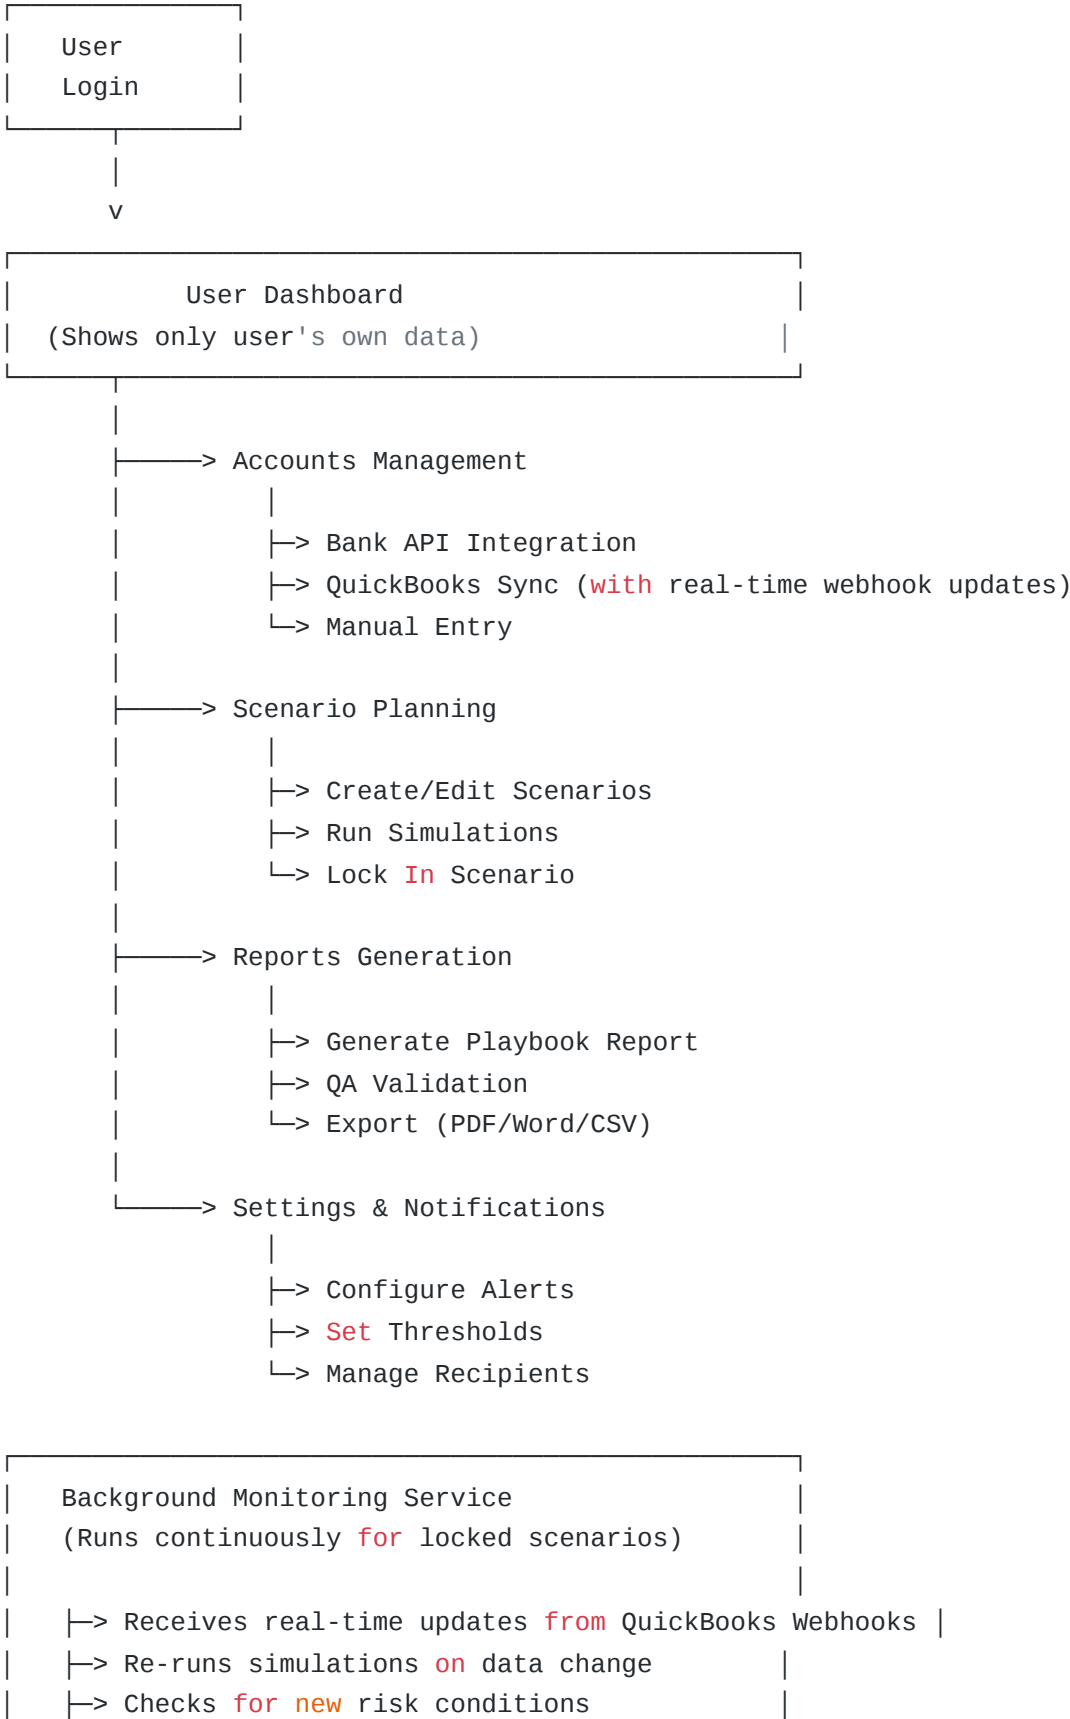 User
Login
v
User Dashboard
(Shows only user's own data)
> Accounts Management
> Bank API Integration
> QuickBooks Sync (with real-time webhook updates)
> Manual Entry
> Scenario Planning
> Create/Edit Scenarios
> Run Simulations
> Lock In Scenario
> Reports Generation
> Generate Playbook Report
> QA Validation
> Export (PDF/Word/CSV)
> Settings & Notifications
> Configure Alerts
> Set Thresholds
> Manage Recipients
Background Monitoring Service
(Runs continuously for locked scenarios)
> Receives real-time updates from QuickBooks Webhooks
> Re-runs simulations on data change
> Checks for new risk conditions